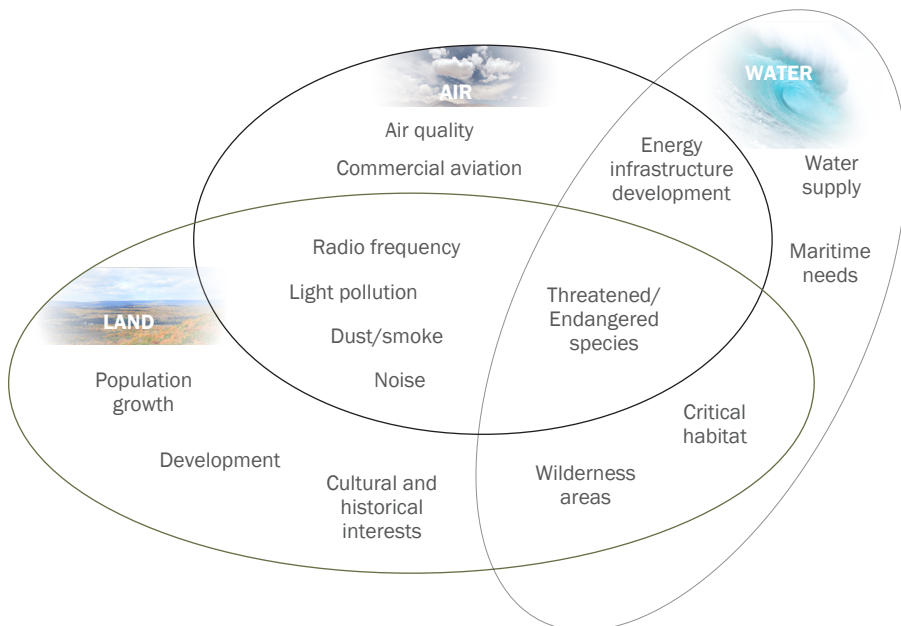 AIR
WATER
Air quality
Commercial aviation
Energy
infrastructure
development
Water
supply
Maritime
needs
Radio frequency
Light pollution
Dust/smoke
Noise
Threatened/
Endangered
species
LAND
Population
growth
Development
Cultural and
historical
interests
Critical
habitat
Wilderness
areas